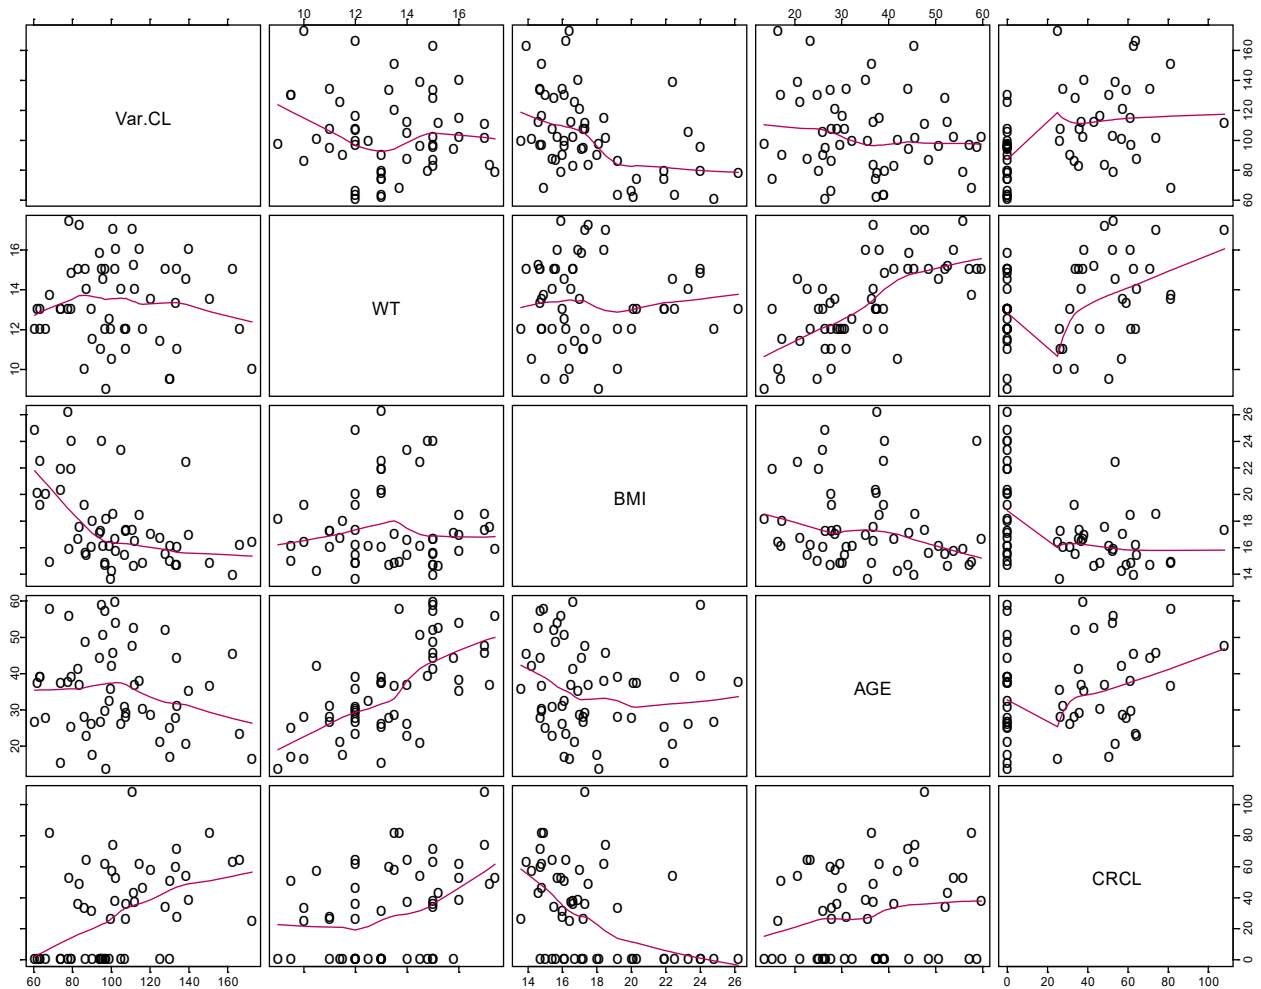 10 12 14 16 20 30 40 50 60
Var.CL 60 80 100 120 140 160
10 12 14 16 WT
BMI 14 16 18 20 22 24 26
20 30 40 50 60 AGE
CRCL 0 20 40 60 80 100
60 80 100 120 140 160 14 16 18 20 22 24 26 0 20 40 60 80 100